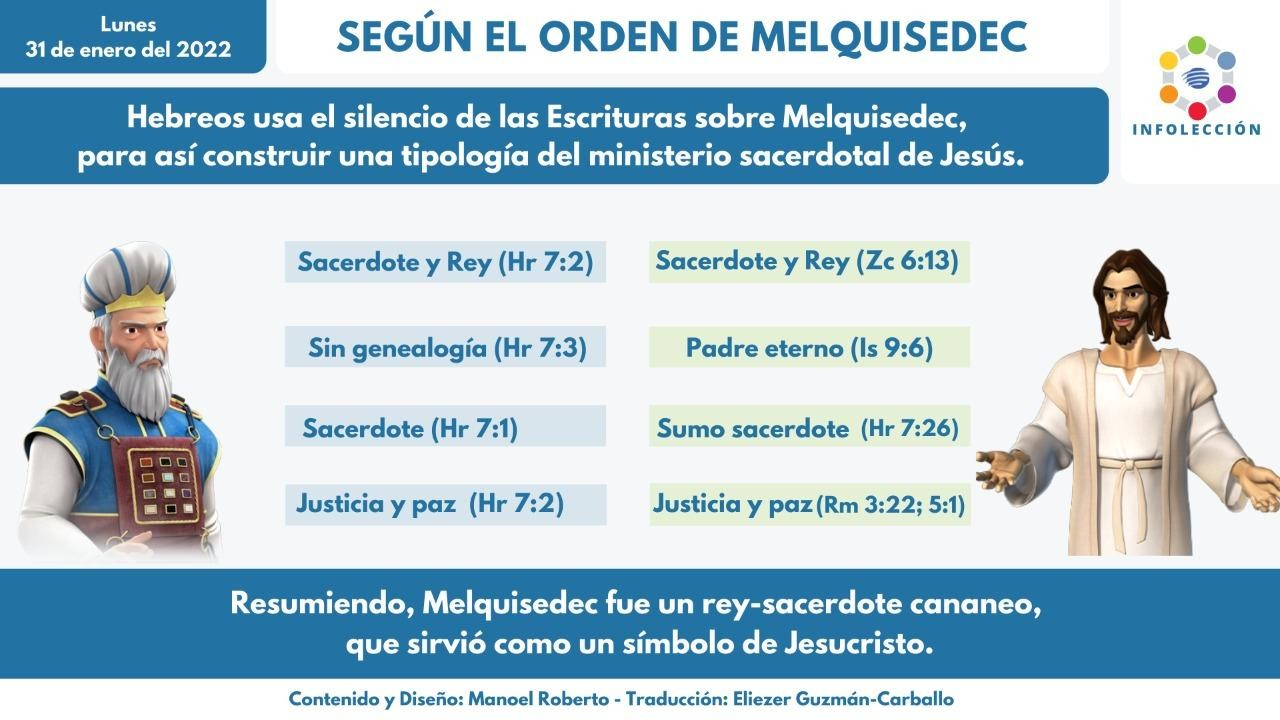 Lunes
31 de enero del 2022
SEGÚN EL ORDEN DE MELQUISEDEC
INFOLECCIÓN
Hebreos usa el silencio de las Escrituras sobre Melquisedec,
para así construir una tipología del ministerio sacerdotal de Jesús.
Sacerdote y Rey (Hr 7:2)
Sacerdote y Rey (Zc 6:13)
Sin genealogía (Hr 7:3)
Padre eterno (Is 9:6)
Sacerdote (Hr 7:1)
Sumo sacerdote (Hr 7:26)
Justicia y paz (Hr 7:2)
Justicia y paz (Rm 3:22; 5:1)
Resumiendo, Melquisedec fue un rey-sacerdote cananeo,
que sirvió como un símbolo de Jesucristo.
Contenido y Diseño: Manoel Roberto - Traducción: Eliezer Guzmán-Carballo